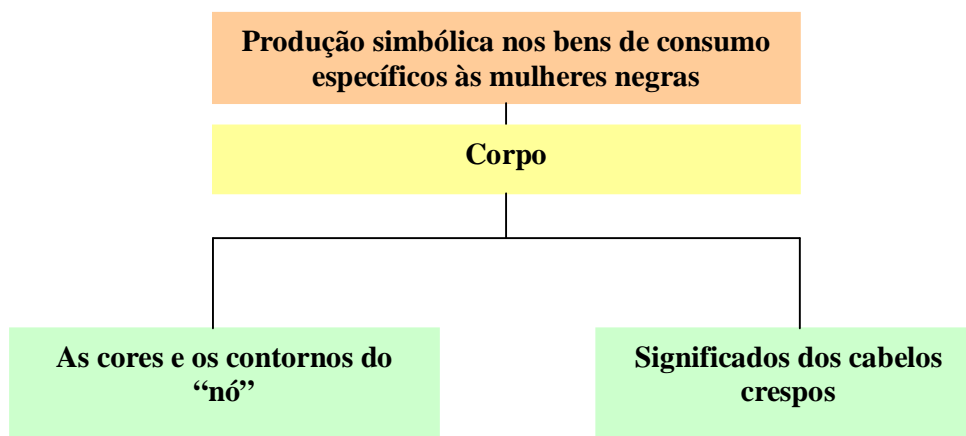 Produção simbólica nos bens de consumo
específicos às mulheres negras
Corpo
As cores e os contornos do
“nó”
Significados dos cabelos
crespos